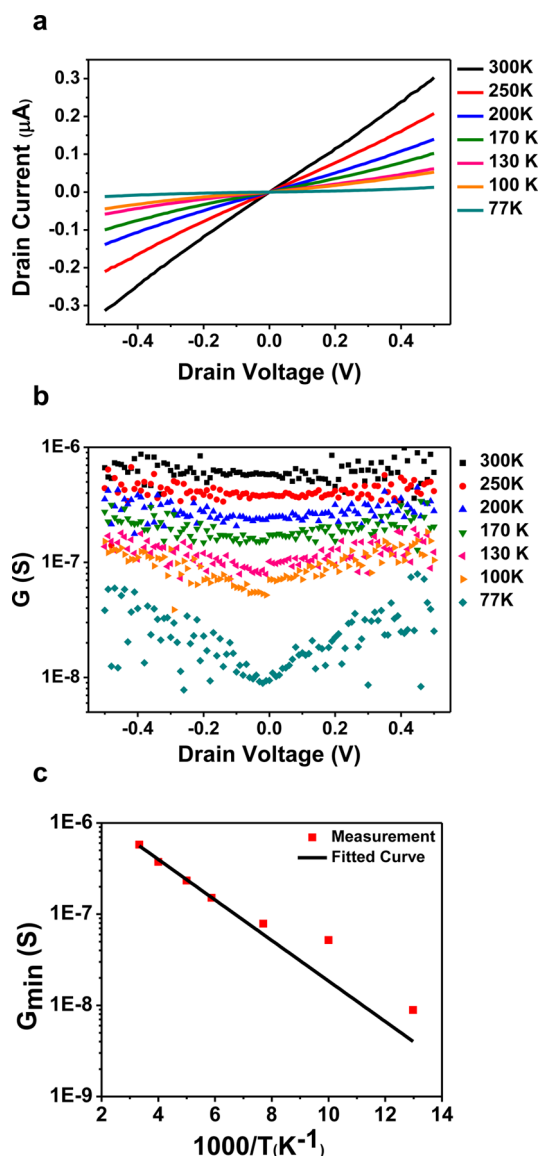 a
0.3
0.2
0.1
0.0
-0.1
-0.2
-0.3
Drain Current (μA)
-0.4 -0.2 0.0 0.2 0.4
Drain Voltage (V)
300K
250K
200K
170 K
130 K
100 K
77K
b
1E-6
1E-7
1E-8
G (S)
-0.4 -0.2 0.0 0.2 0.4
Drain Voltage (V)
300K
250K
200K
170 K
130 K
100K
77K
c
1E-6
1E-7
1E-8
1E-9
Gmin (S)
Measurement
Fitted Curve
2 4 6 8 10 12 14
1000/T(K-1)